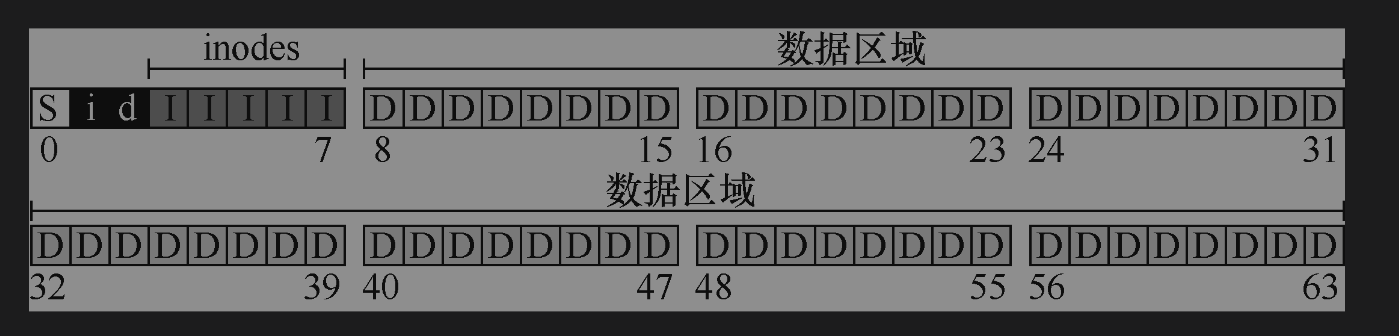 inodes 数据区域
S i d I I I I I D D D D D D D D D D D D D D D D D D D D D D D D
0 7 8 15 16 23 24 31
数据区域
D D D D D D D D D D D D D D D D D D D D D D D D D D D D D D D D
32 39 40 47 48 55 56 63